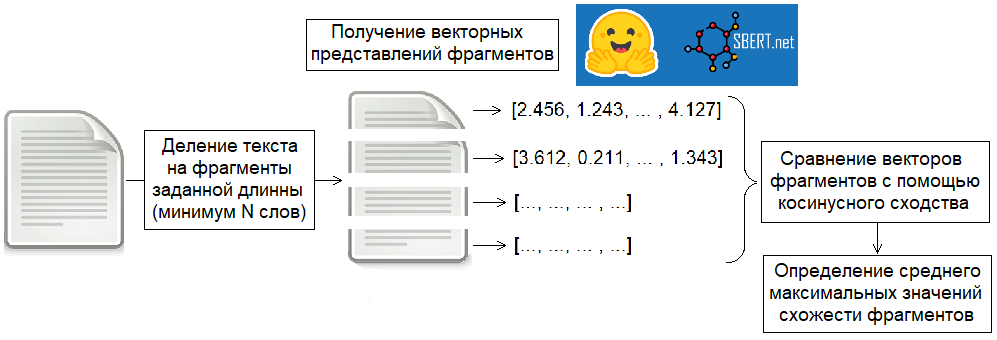 Получение векторных
представлений фрагментов
SBERT.net
Деление текста
на фрагменты
заданной длинны
(минимум N слов)
[2.456, 1.243, ... , 4.127]
[3.612, 0.211, ... , 1.343]
[..., ..., ... , ...]
[..., ..., ... , ...]
Сравнение векторов
фрагментов с помощью
косинусного сходства
Определение среднего
максимальных значений
схожести фрагментов